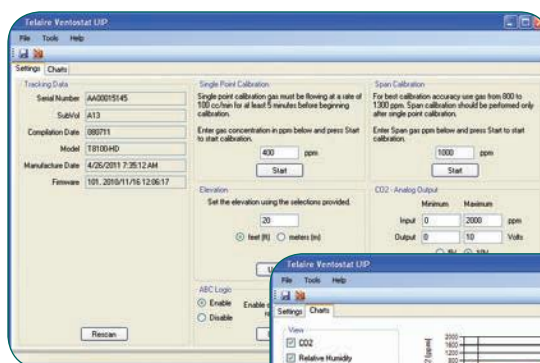 Telaire Ventostat UIP
File Tools Help
Settings Charts
Tracking Data
Serial Number AA00015145
SubVol A13
Compilation Date 080711
Model T8100-HD
Manufacture Date 4/26/2011 7:35:12 AM
Firmware 101, 2010/11/16 12:06:17
Rescan
Single Point Calibration
Single point calibration gas must be flowing at a rate of
100 cc/min for at least 5 minutes before beginning
calibration.
Enter gas concentration in ppm below and press Start
to start calibration.
400 ppm
Start
Span Calibration
For best calibration accuracy use gas from 800 to
1300 ppm. Span calibration should be performed only
after single point calibration.
Enter Span gas ppm below and press Start to start
calibration.
1000 ppm
Start
Elevation
Set the elevation using the selections provided.
20
feet (ft) meters (m)
CO2 - Analog Output
Minimum Maximum
Input 0 2000 ppm
Output 0 10 Volts
ABC Logic
Enable Enable
Disable
Telaire Ventostat UIP
File Tools Help
Settings Charts
View
CO2
Relative Humidity
2000
1600
1200